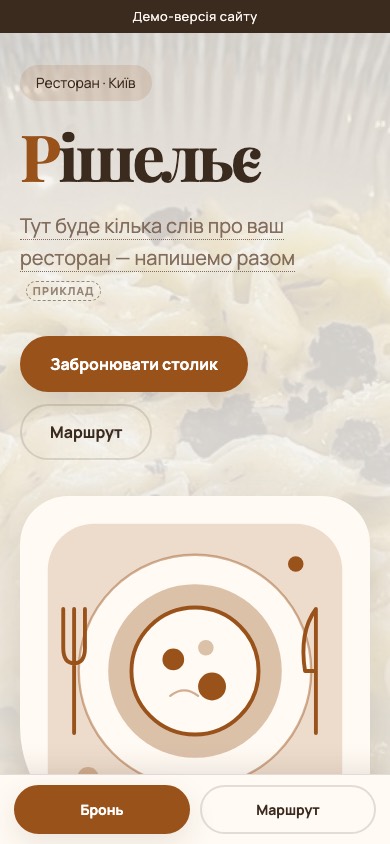 Демо-версія сайту
Ресторан · Київ
Рішельє
Тут буде кілька слів про ваш
ресторан — напишемо разом
ПРИКЛАД
Забронювати столик
Маршрут
Бронь
Маршрут